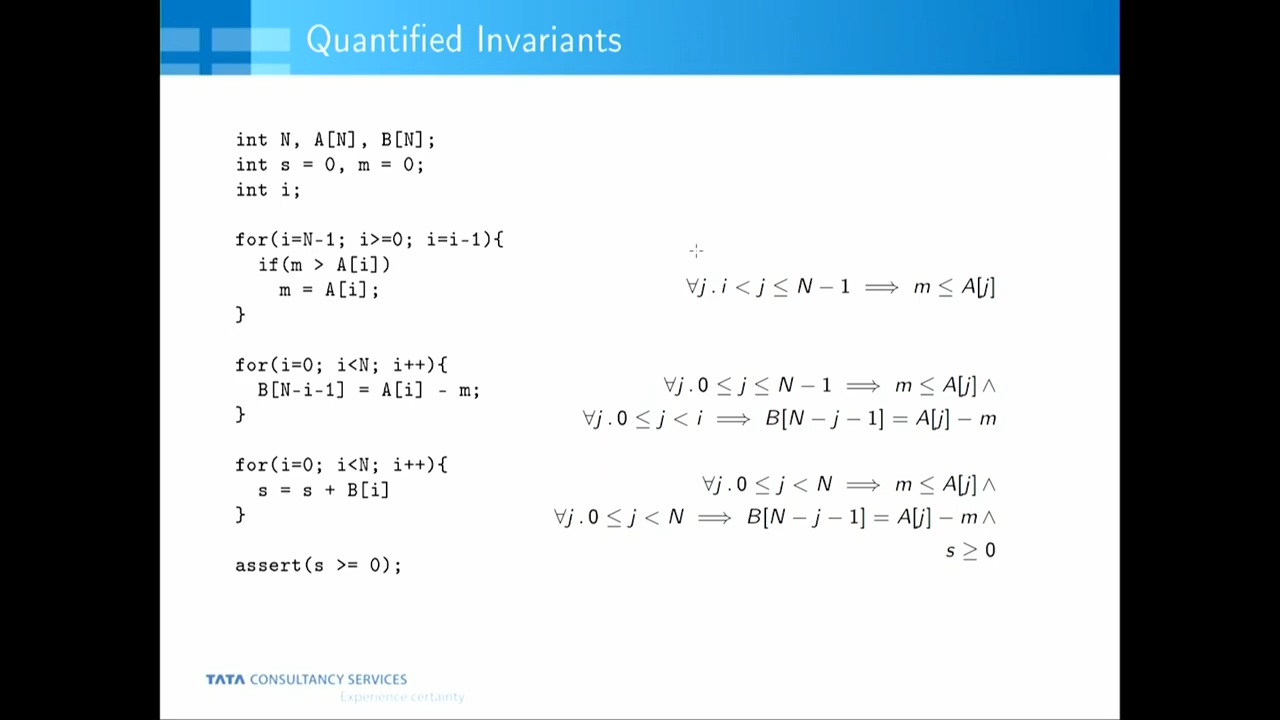 Quantified Invariants
int N, A[N], B[N];
int s = 0, m = 0;
int i;
for(i=N-1; i>=0; i=i-1){
if(m > A[i])
m = A[i];
}
∀j . i < j ≤ N − 1 ⟹ m ≤ A[j]
for(i=0; i<N; i++){
B[N-i-1] = A[i] - m;
}
∀j . 0 ≤ j ≤ N − 1 ⟹ m ≤ A[j] ∧
∀j . 0 ≤ j < i ⟹ B[N − j − 1] = A[j] − m
for(i=0; i<N; i++){
s = s + B[i]
}
∀j . 0 ≤ j < N ⟹ m ≤ A[j] ∧
∀j . 0 ≤ j < N ⟹ B[N − j − 1] = A[j] − m ∧
s ≥ 0
assert(s >= 0);
TATA CONSULTANCY SERVICES
Experience certainty